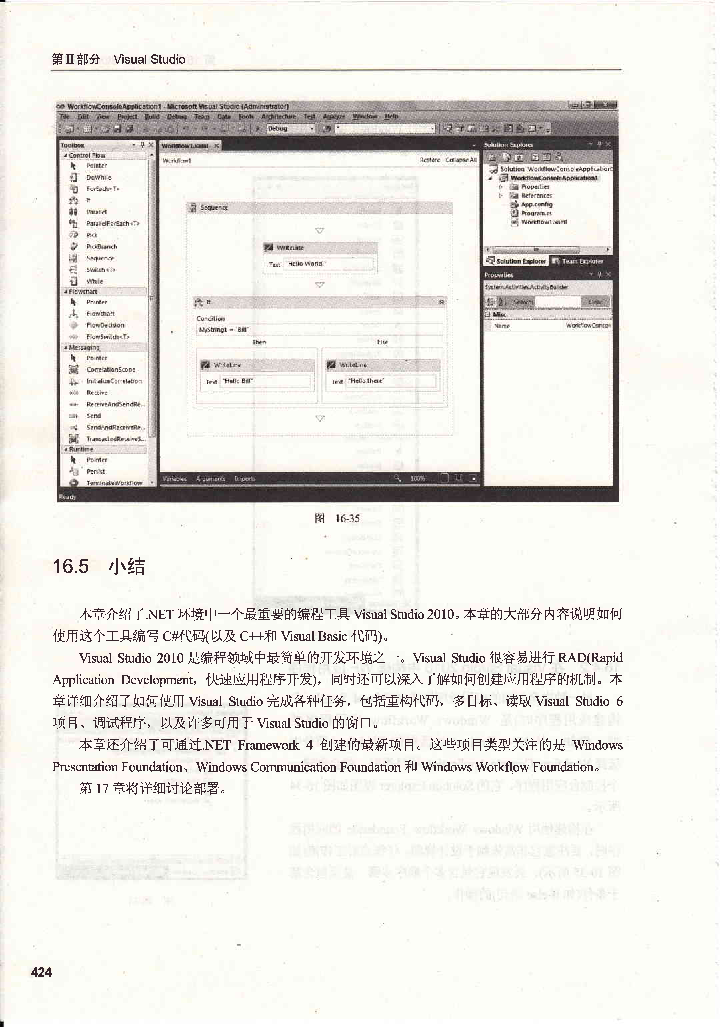 第Ⅱ部分 Visual Studio
WorkflowConsoleApplication1 - Microsoft Visual Studio (Administrator)
File Edit View Project Build Debug Team Data Tools Architecture Test Analyze Window Help
Debug
Toolbox
Control Flow
Pointer
DoWhile
ForEach<T>
If
Parallel
ParallelForEach<T>
Pick
PickBranch
Sequence
Switch<T>
While
Flowchart
Pointer
Flowchart
FlowDecision
FlowSwitch<T>
Messaging
Pointer
CorrelationScope
InitializeCorrelation
Receive
ReceiveAndSendRe...
Send
SendAndReceiveRe...
TransactedReceiveS...
Runtime
Pointer
Persist
TerminateWorkflow
Workflow1.xaml
Workflow1
Restore Collapse All
Sequence
WriteLine
Text "Hello World"
If
Condition
MyString1 = "Bill"
Then Else
WriteLine WriteLine
Text "Hello Bill" Text "Hello there"
Variables Arguments Imports 100%
Solution Explorer
Solution 'WorkflowConsoleApplication1
WorkflowConsoleApplication1
Properties
References
App.config
Program.cs
Workflow1.xaml
Solution Explorer Team Explorer
Properties
System.Activities.ActivityBuilder
Search Clear
Misc
Name WorkflowConsol
Ready
图 16-35
16.5 小结
本章介绍了.NET 环境中一个最重要的编程工具 Visual Studio 2010。本章的大部分内容说明如何
使用这个工具编写 C#代码(以及 C++和 Visual Basic 代码)。
Visual Studio 2010 是编程领域中最简单的开发环境之一。Visual Studio 很容易进行 RAD(Rapid
Application Development，快速应用程序开发)，同时还可以深入了解如何创建应用程序的机制。本
章详细介绍了如何使用 Visual Studio 完成各种任务，包括重构代码，多目标、读取 Visual Studio 6
项目、调试程序，以及许多可用于 Visual Studio 的窗口。
本章还介绍了可通过.NET Framework 4 创建的最新项目。这些项目类型关注的是 Windows
Presentation Foundation、Windows Communication Foundation 和 Windows Workflow Foundation。
第 17 章将详细讨论部署。
424